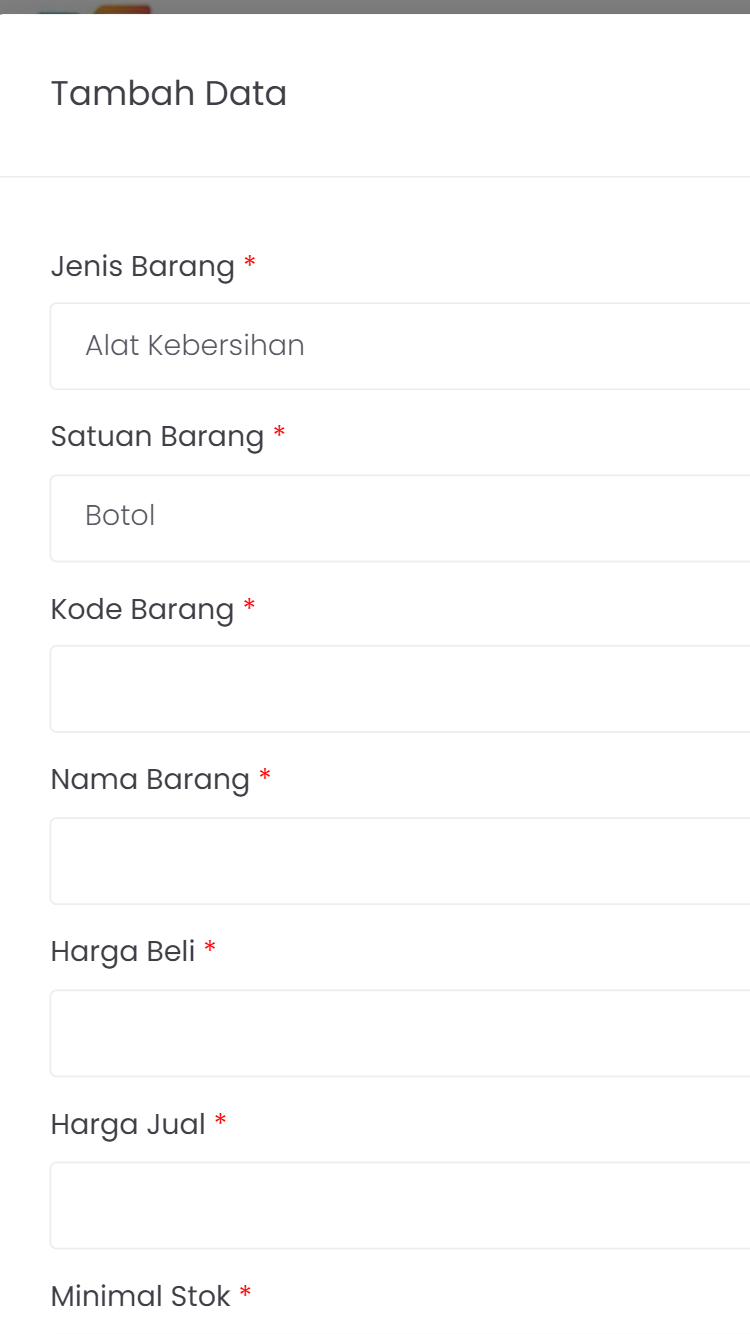 Tambah Data
Jenis Barang *
Alat Kebersihan
Satuan Barang *
Botol
Kode Barang *
Nama Barang *
Harga Beli *
Harga Jual *
Minimal Stok *